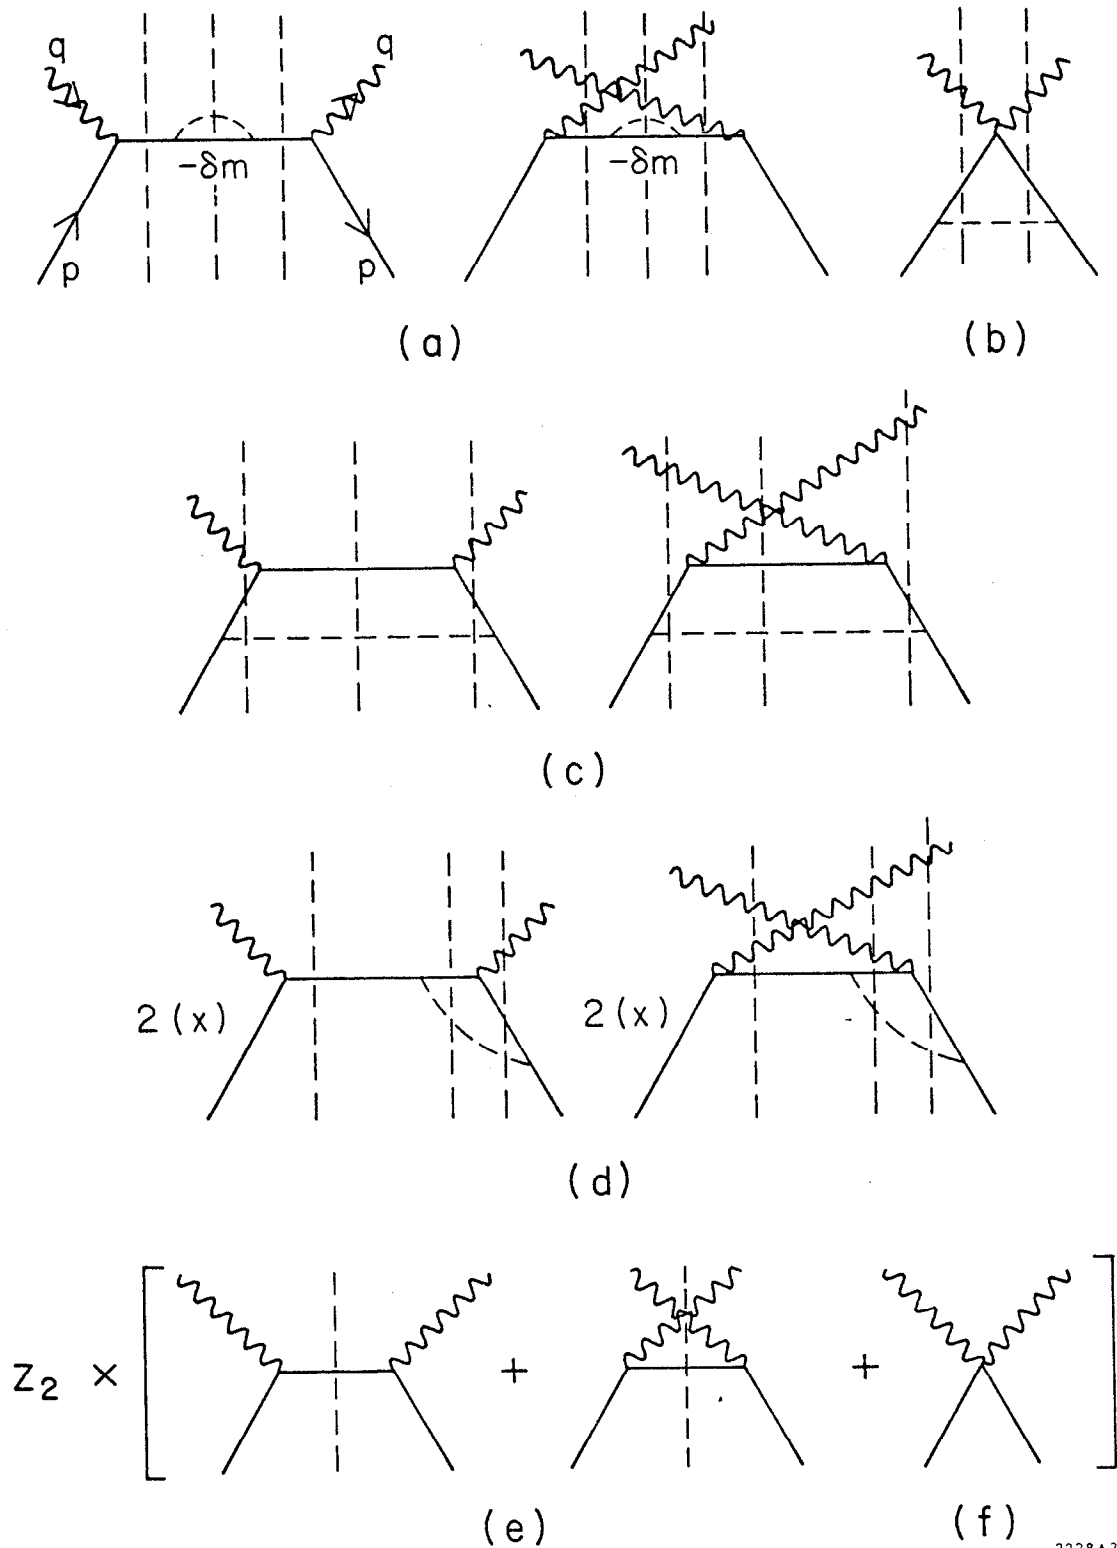 q q
-δm -δm
p p
(a) (b)
(c)
2(x) 2(x)
(d)
Z2 × [ + + ]
(e) (f)